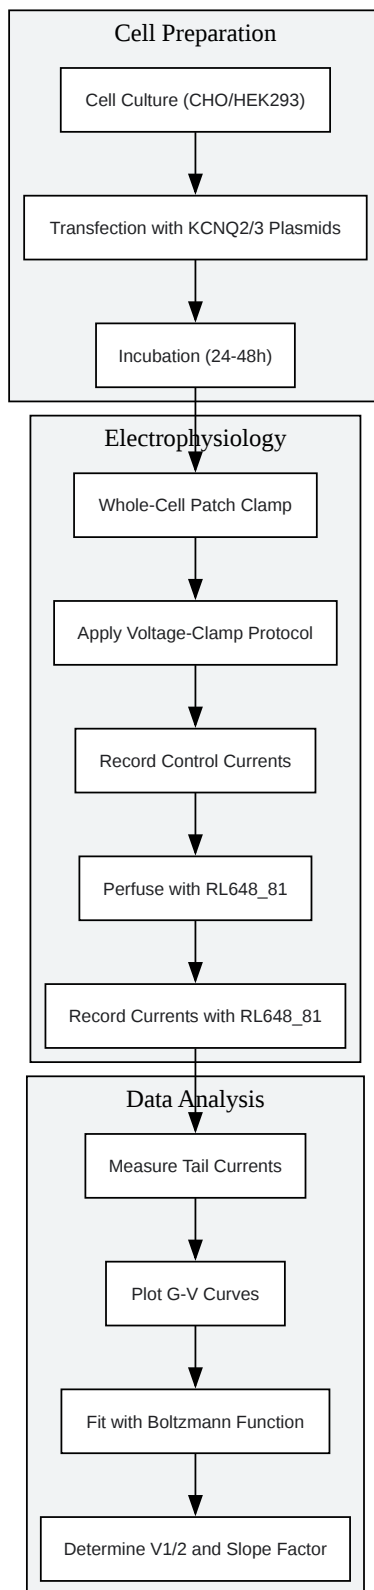 Cell Preparation
Cell Culture (CHO/HEK293)
Transfection with KCNQ2/3 Plasmids
Incubation (24-48h)
Electrophysiology
Whole-Cell Patch Clamp
Apply Voltage-Clamp Protocol
Record Control Currents
Perfuse with RL648_81
Record Currents with RL648_81
Data Analysis
Measure Tail Currents
Plot G-V Curves
Fit with Boltzmann Function
Determine V1/2 and Slope Factor